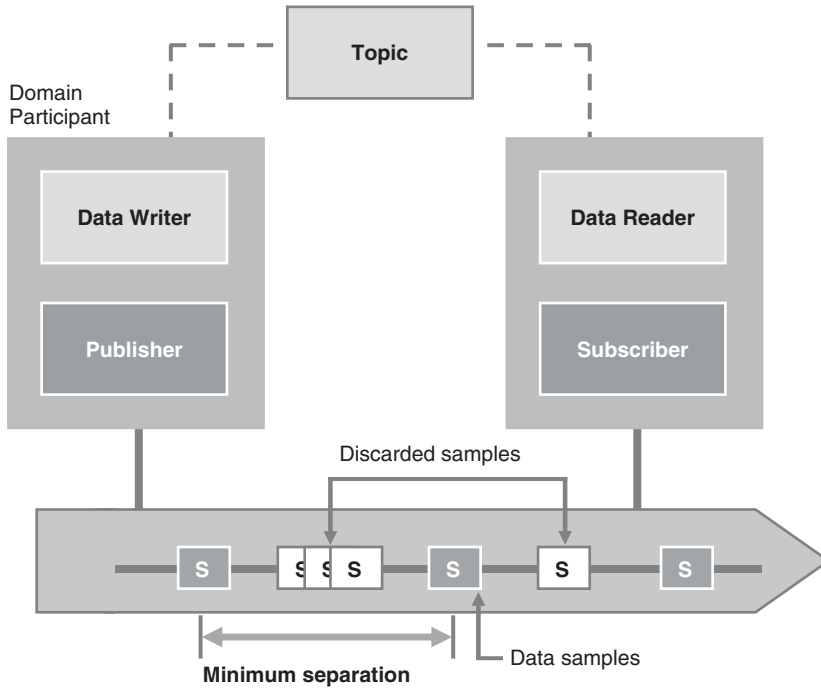 Topic
Domain
Participant
Data Writer
Data Reader
Publisher
Subscriber
Discarded samples
S S S S S S S
Minimum separation
Data samples